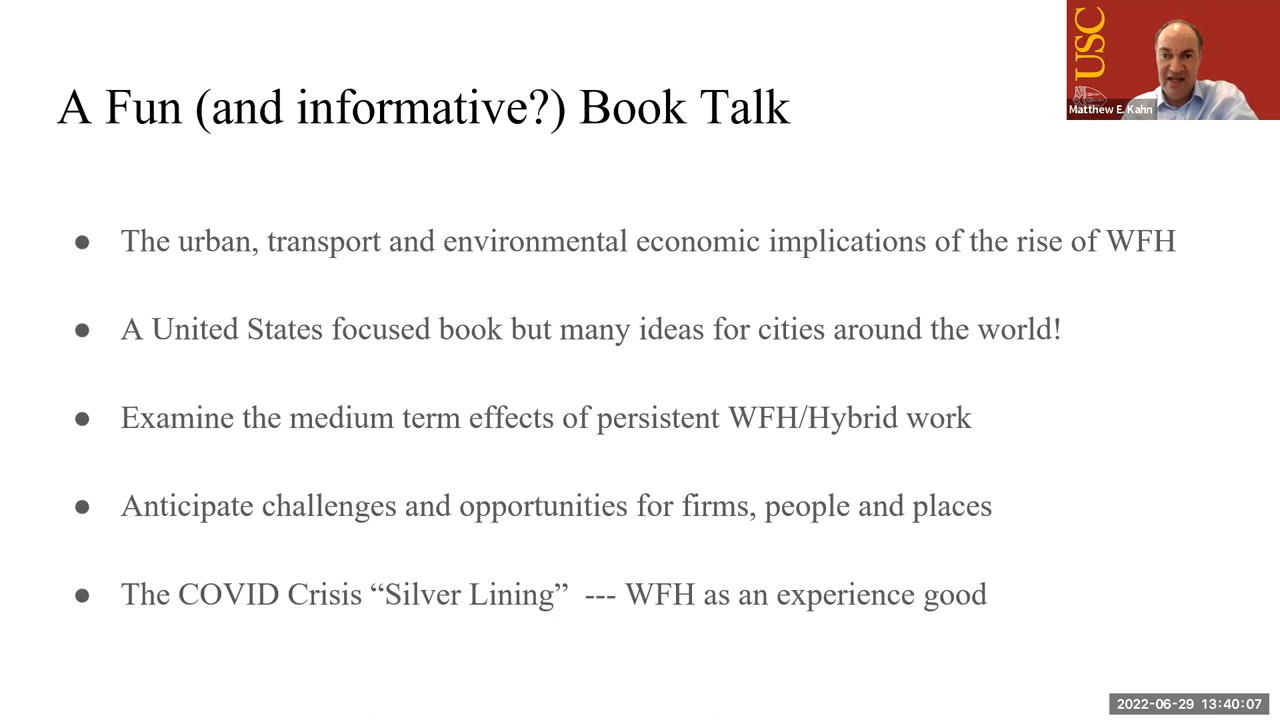 USC
Matthew E. Kahn
A Fun (and informative?) Book Talk
● The urban, transport and environmental economic implications of the rise of WFH
● A United States focused book but many ideas for cities around the world!
● Examine the medium term effects of persistent WFH/Hybrid work
● Anticipate challenges and opportunities for firms, people and places
● The COVID Crisis “Silver Lining” --- WFH as an experience good
2022-06-29 13:40:07